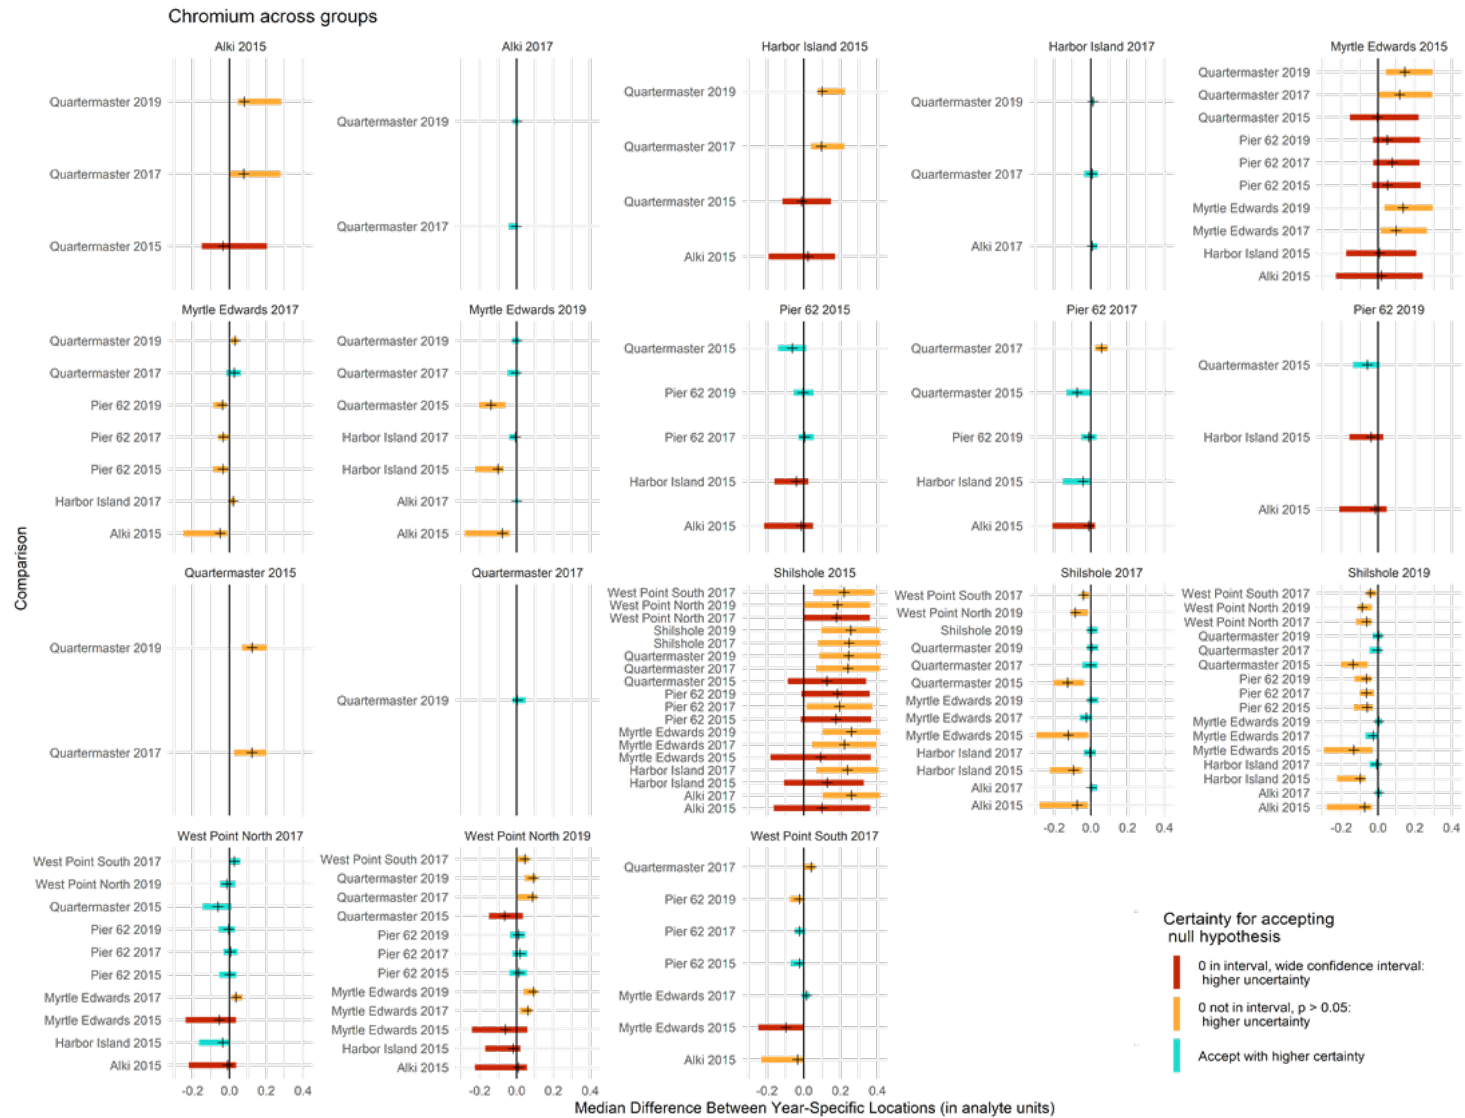 Chromium across groups
Alki 2015
Quartermaster 2019
Quartermaster 2017
Quartermaster 2015
Alki 2017
Quartermaster 2019
Quartermaster 2017
Harbor Island 2015
Quartermaster 2019
Quartermaster 2017
Quartermaster 2015
Alki 2015
Harbor Island 2017
Quartermaster 2019
Quartermaster 2017
Alki 2017
Myrtle Edwards 2015
Quartermaster 2019
Quartermaster 2017
Quartermaster 2015
Pier 62 2019
Pier 62 2017
Pier 62 2015
Myrtle Edwards 2019
Myrtle Edwards 2017
Harbor Island 2015
Alki 2015
Myrtle Edwards 2017
Quartermaster 2019
Quartermaster 2017
Pier 62 2019
Pier 62 2017
Pier 62 2015
Harbor Island 2017
Alki 2015
Myrtle Edwards 2019
Quartermaster 2019
Quartermaster 2017
Quartermaster 2015
Harbor Island 2017
Harbor Island 2015
Alki 2017
Alki 2015
Pier 62 2015
Quartermaster 2015
Pier 62 2019
Pier 62 2017
Harbor Island 2015
Alki 2015
Pier 62 2017
Quartermaster 2017
Quartermaster 2015
Pier 62 2019
Harbor Island 2015
Alki 2015
Pier 62 2019
Quartermaster 2015
Harbor Island 2015
Alki 2015
Comparison
Quartermaster 2015
Quartermaster 2019
Quartermaster 2017
Quartermaster 2017
Quartermaster 2019
Shilshole 2015
West Point South 2017
West Point North 2019
West Point North 2017
Shilshole 2019
Shilshole 2017
Quartermaster 2019
Quartermaster 2017
Quartermaster 2015
Pier 62 2019
Pier 62 2017
Pier 62 2015
Myrtle Edwards 2019
Myrtle Edwards 2017
Myrtle Edwards 2015
Harbor Island 2017
Harbor Island 2015
Alki 2017
Alki 2015
Shilshole 2017
West Point South 2017
West Point North 2019
Shilshole 2019
Quartermaster 2019
Quartermaster 2017
Quartermaster 2015
Myrtle Edwards 2019
Myrtle Edwards 2017
Myrtle Edwards 2015
Harbor Island 2017
Harbor Island 2015
Alki 2017
Alki 2015
-0.2 0.0 0.2 0.4
Shilshole 2019
West Point South 2017
West Point North 2019
West Point North 2017
Quartermaster 2019
Quartermaster 2017
Quartermaster 2015
Pier 62 2019
Pier 62 2017
Pier 62 2015
Myrtle Edwards 2019
Myrtle Edwards 2017
Myrtle Edwards 2015
Harbor Island 2017
Harbor Island 2015
Alki 2017
Alki 2015
-0.2 0.0 0.2 0.4
West Point North 2017
West Point South 2017
West Point North 2019
Quartermaster 2015
Pier 62 2019
Pier 62 2017
Pier 62 2015
Myrtle Edwards 2017
Myrtle Edwards 2015
Harbor Island 2015
Alki 2015
-0.2 0.0 0.2 0.4
West Point North 2019
West Point South 2017
Quartermaster 2019
Quartermaster 2017
Quartermaster 2015
Pier 62 2019
Pier 62 2017
Pier 62 2015
Myrtle Edwards 2019
Myrtle Edwards 2017
Myrtle Edwards 2015
Harbor Island 2015
Alki 2015
-0.2 0.0 0.2 0.4
West Point South 2017
Quartermaster 2017
Pier 62 2019
Pier 62 2017
Pier 62 2015
Myrtle Edwards 2017
Myrtle Edwards 2015
Alki 2015
-0.2 0.0 0.2 0.4
Median Difference Between Year-Specific Locations (in analyte units)
Certainty for accepting
null hypothesis
0 in interval, wide confidence interval:
higher uncertainty
0 not in interval, p > 0.05:
higher uncertainty
Accept with higher certainty